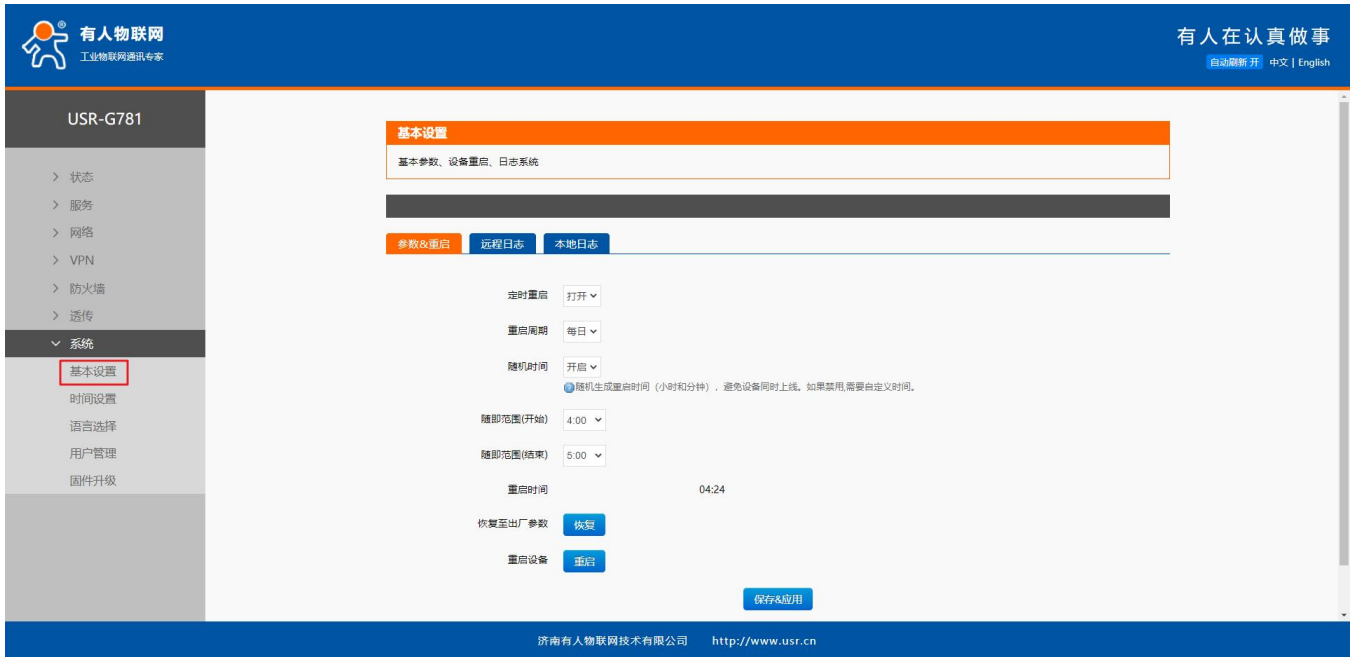 有人物联网
®
工业物联网通讯专家
有人在认真做事
自动刷新 开 中文 | English
USR-G781
状态
服务
网络
VPN
防火墙
透传
系统
基本设置
时间设置
语言选择
用户管理
固件升级
基本设置
基本参数、设备重启、日志系统
参数&重启 远程日志 本地日志
定时重启 打开
重启周期 每日
随机时间 开启
随机生成重启时间（小时和分钟），避免设备同时上线。如果禁用,需要自定义时间。
随即范围(开始) 4:00
随即范围(结束) 5:00
重启时间 04:24
恢复至出厂参数 恢复
重启设备 重启
保存&应用
济南有人物联网技术有限公司 http://www.usr.cn